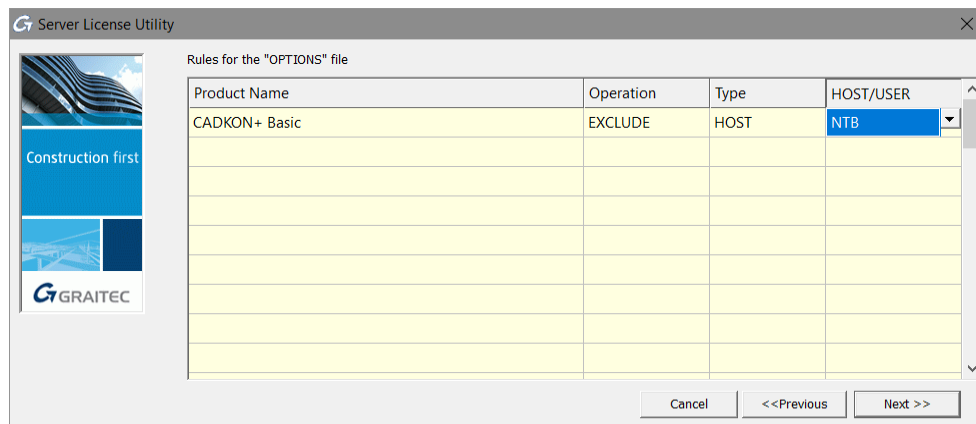 Server License Utility
Rules for the "OPTIONS" file
Product Name Operation Type HOST/USER
CADKON+ Basic EXCLUDE HOST NTB
Construction first
GRAITEC
Cancel <<Previous Next >>